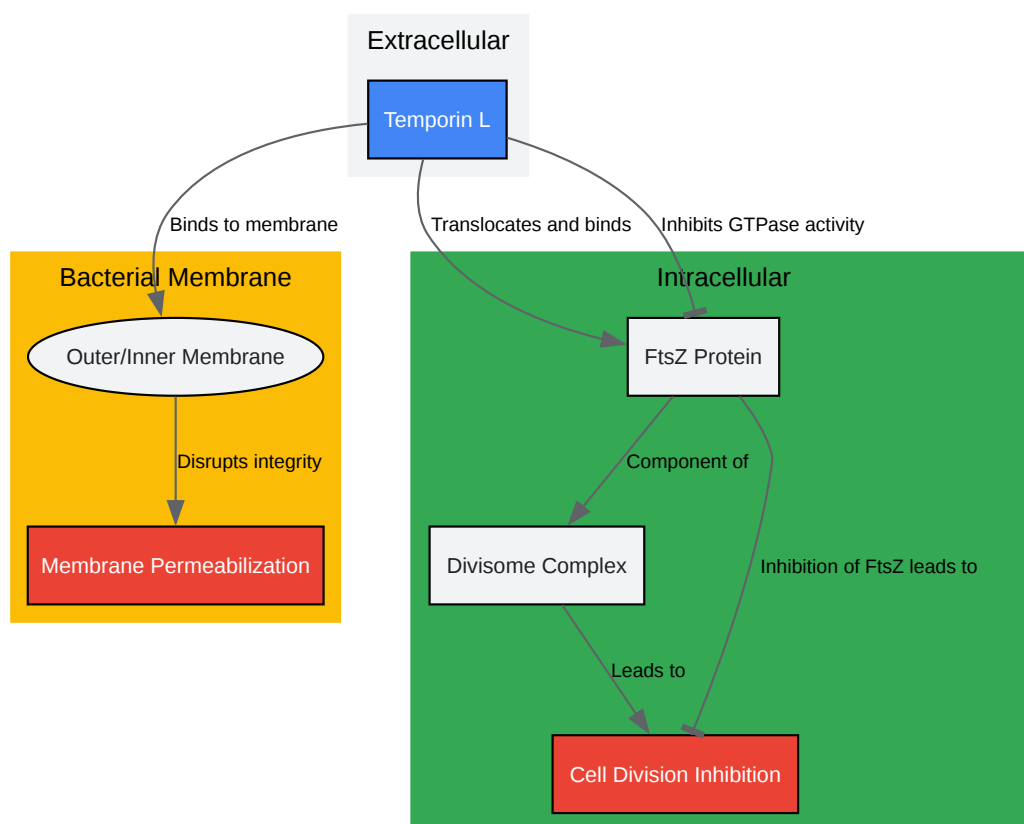 Extracellular
Temporin L
Binds to membrane
Translocates and binds
Inhibits GTPase activity
Bacterial Membrane
Intracellular
Outer/Inner Membrane
FtsZ Protein
Disrupts integrity
Component of
Membrane Permeabilization
Divisome Complex
Inhibition of FtsZ leads to
Leads to
Cell Division Inhibition